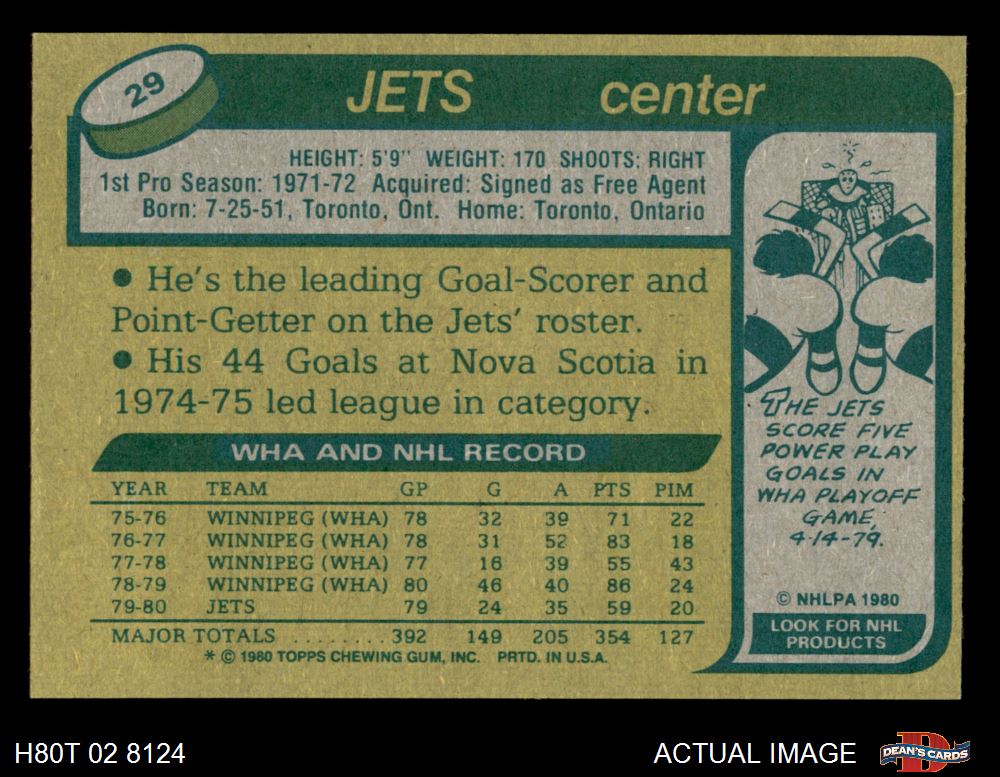 29
JETS center
HEIGHT: 5'9" WEIGHT: 170 SHOOTS: RIGHT
1st Pro Season: 1971-72 Acquired: Signed as Free Agent
Born: 7-25-51, Toronto, Ont. Home: Toronto, Ontario
● He's the leading Goal-Scorer and
Point-Getter on the Jets' roster.
● His 44 Goals at Nova Scotia in
1974-75 led league in category.
WHA AND NHL RECORD
YEAR TEAM GP G A PTS PIM
75-76 WINNIPEG (WHA) 78 32 39 71 22
76-77 WINNIPEG (WHA) 78 31 52 83 18
77-78 WINNIPEG (WHA) 77 16 39 55 43
78-79 WINNIPEG (WHA) 80 46 40 86 24
79-80 JETS 79 24 35 59 20
MAJOR TOTALS ........ 392 149 205 354 127
* © 1980 TOPPS CHEWING GUM, INC. PRTD. IN U.S.A.
THE JETS
SCORE FIVE
POWER PLAY
GOALS IN
WHA PLAYOFF
GAME,
4-14-79.
© NHLPA 1980
LOOK FOR NHL
PRODUCTS
H80T 02 8124
ACTUAL IMAGE
D
DEAN'S CARDS